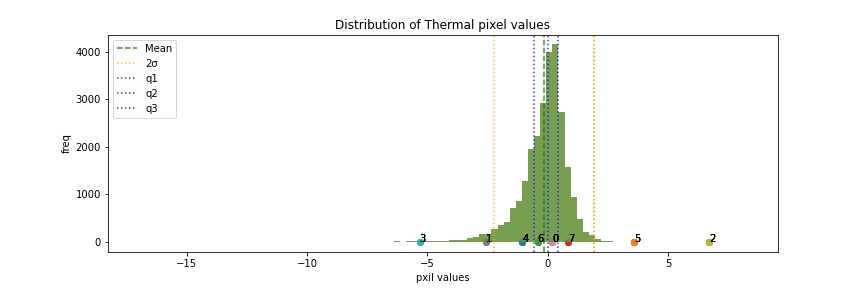 Distribution of Thermal pixel values
Mean
2σ
q1
q2
q3
freq
4000
3000
2000
1000
0
3 1 4 6 0 7 5 2
−15 −10 −5 0 5
pxil values